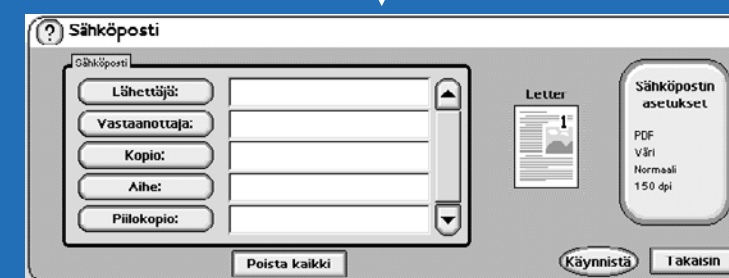 ? Sähköposti
Sähköposti
Lähettäjä:
Vastaanottaja:
Kopio:
Aihe:
Piilokopio:
Poista kaikki
Letter
1
Sähköpostin
asetukset
PDF
Väri
Normaali
150 dpi
Käynnistä
Takaisin